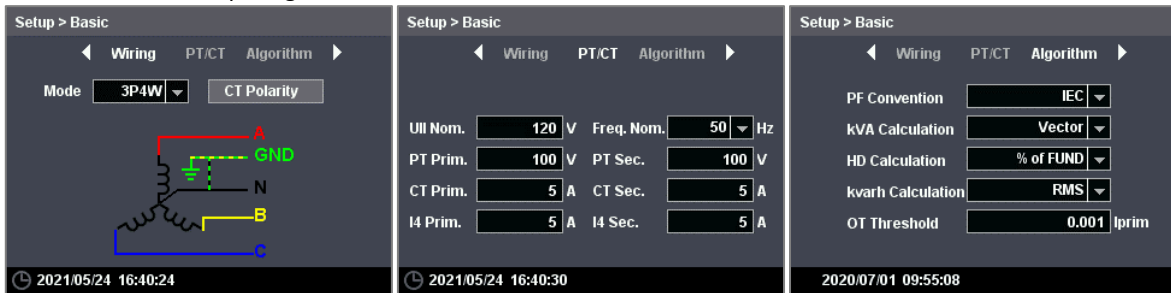 Setup > Basic
Wiring PT/CT Algorithm
Mode 3P4W CT Polarity
A
GND
N
B
C
2021/05/24 16:40:24
Setup > Basic
Wiring PT/CT Algorithm
Ull Nom. 120 V Freq. Nom. 50 Hz
PT Prim. 100 V PT Sec. 100 V
CT Prim. 5 A CT Sec. 5 A
I4 Prim. 5 A I4 Sec. 5 A
2021/05/24 16:40:30
Setup > Basic
Wiring PT/CT Algorithm
PF Convention IEC
kVA Calculation Vector
HD Calculation % of FUND
kvarh Calculation RMS
OT Threshold 0.001 Iprim
2020/07/01 09:55:08